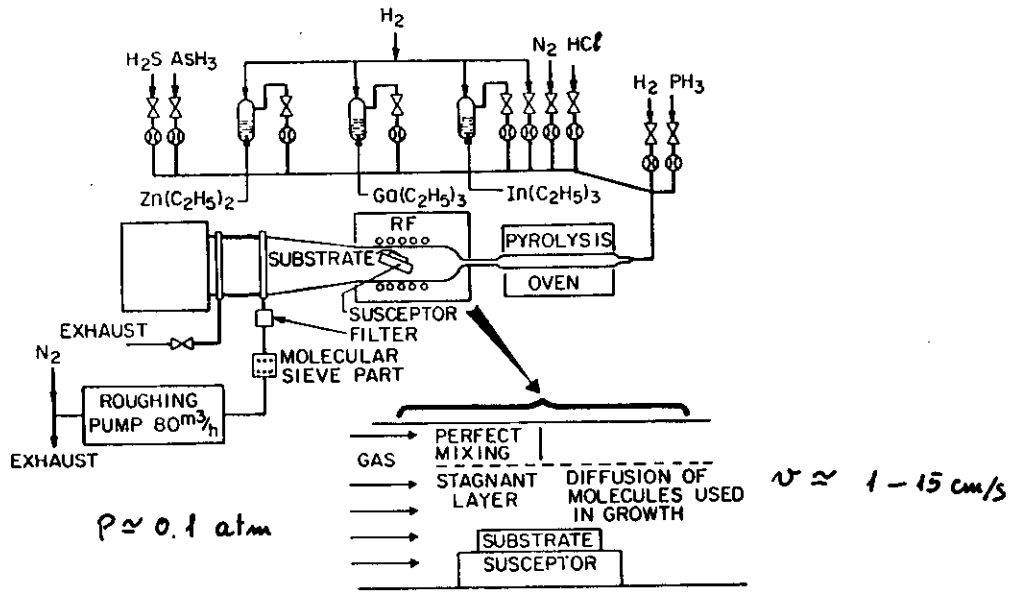 H2
H2S AsH3
N2 HCl
H2 PH3
Zn(C2H5)2
Ga(C2H5)3
In(C2H5)3
RF
PYROLYSIS
OVEN
SUBSTRATE
SUSCEPTOR
EXHAUST
FILTER
N2
MOLECULAR
SIEVE PART
ROUGHING
PUMP 80m3/h
EXHAUST
GAS
PERFECT
MIXING
STAGNANT
LAYER
DIFFUSION OF
MOLECULES USED
IN GROWTH
SUBSTRATE
SUSCEPTOR
P ≃ 0.1 atm
v ≃ 1 - 15 cm/s